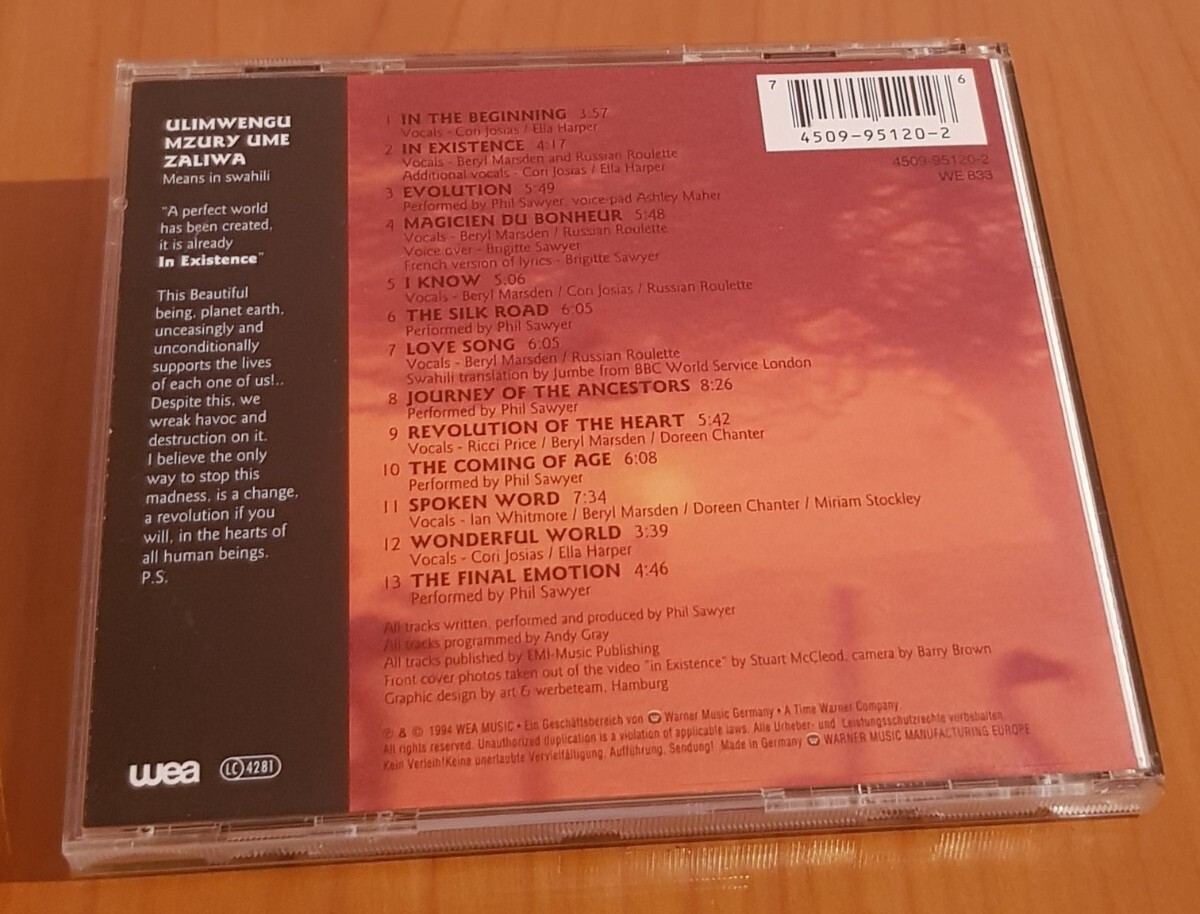 ULIMWENGU
MZURY UME
ZALIWA
Means in swahili
"A perfect world
has been created,
it is already
In Existence"
This Beautiful
being, planet earth,
unceasingly and
unconditionally
supports the lives
of each one of us!..
Despite this, we
wreak havoc and
destruction on it.
I believe the only
way to stop this
madness, is a change,
a revolution if you
will, in the hearts of
all human beings.
P.S.
wea LC 4281
1 IN THE BEGINNING 3:57
Vocals - Cori Josias / Ella Harper
2 IN EXISTENCE 4:17
Vocals - Beryl Marsden and Russian Roulette
Additional vocals - Cori Josias / Ella Harper
3 EVOLUTION 5:49
Performed by Phil Sawyer, voice pad Ashley Maher
4 MAGICIEN DU BONHEUR 5:48
Vocals - Beryl Marsden / Russian Roulette
Voice over - Brigitte Sawyer
French version of lyrics - Brigitte Sawyer
5 I KNOW 5:06
Vocals - Beryl Marsden / Cori Josias / Russian Roulette
6 THE SILK ROAD 6:05
Performed by Phil Sawyer
7 LOVE SONG 6:05
Vocals - Beryl Marsden / Russian Roulette
Swahili translation by Jumbe from BBC World Service London
8 JOURNEY OF THE ANCESTORS 8:26
Performed by Phil Sawyer
9 REVOLUTION OF THE HEART 5:42
Vocals - Ricci Price / Beryl Marsden / Doreen Chanter
10 THE COMING OF AGE 6:08
Performed by Phil Sawyer
11 SPOKEN WORD 7:34
Vocals - Ian Whitmore / Beryl Marsden / Doreen Chanter / Miriam Stockley
12 WONDERFUL WORLD 3:39
Vocals - Cori Josias / Ella Harper
13 THE FINAL EMOTION 4:46
Performed by Phil Sawyer
All tracks written, performed and produced by Phil Sawyer
All tracks programmed by Andy Gray
All tracks published by EMI-Music Publishing
Front cover photos taken out of the video "in Existence" by Stuart McCleod, camera by Barry Brown
Graphic design by art & werbeteam, Hamburg
℗ & © 1994 WEA MUSIC • Ein Geschäftsbereich von Warner Music Germany • A Time Warner Company
All rights reserved. Unauthorized duplication is a violation of applicable laws. Alle Urheber- und Leistungsschutzrechte vorbehalten.
Kein Verleih!Keine unerlaubte Vervielfältigung, Aufführung, Sendung! Made in Germany WARNER MUSIC MANUFACTURING EUROPE
7 4509-95120-2 6
4509-95120-2
WE 833